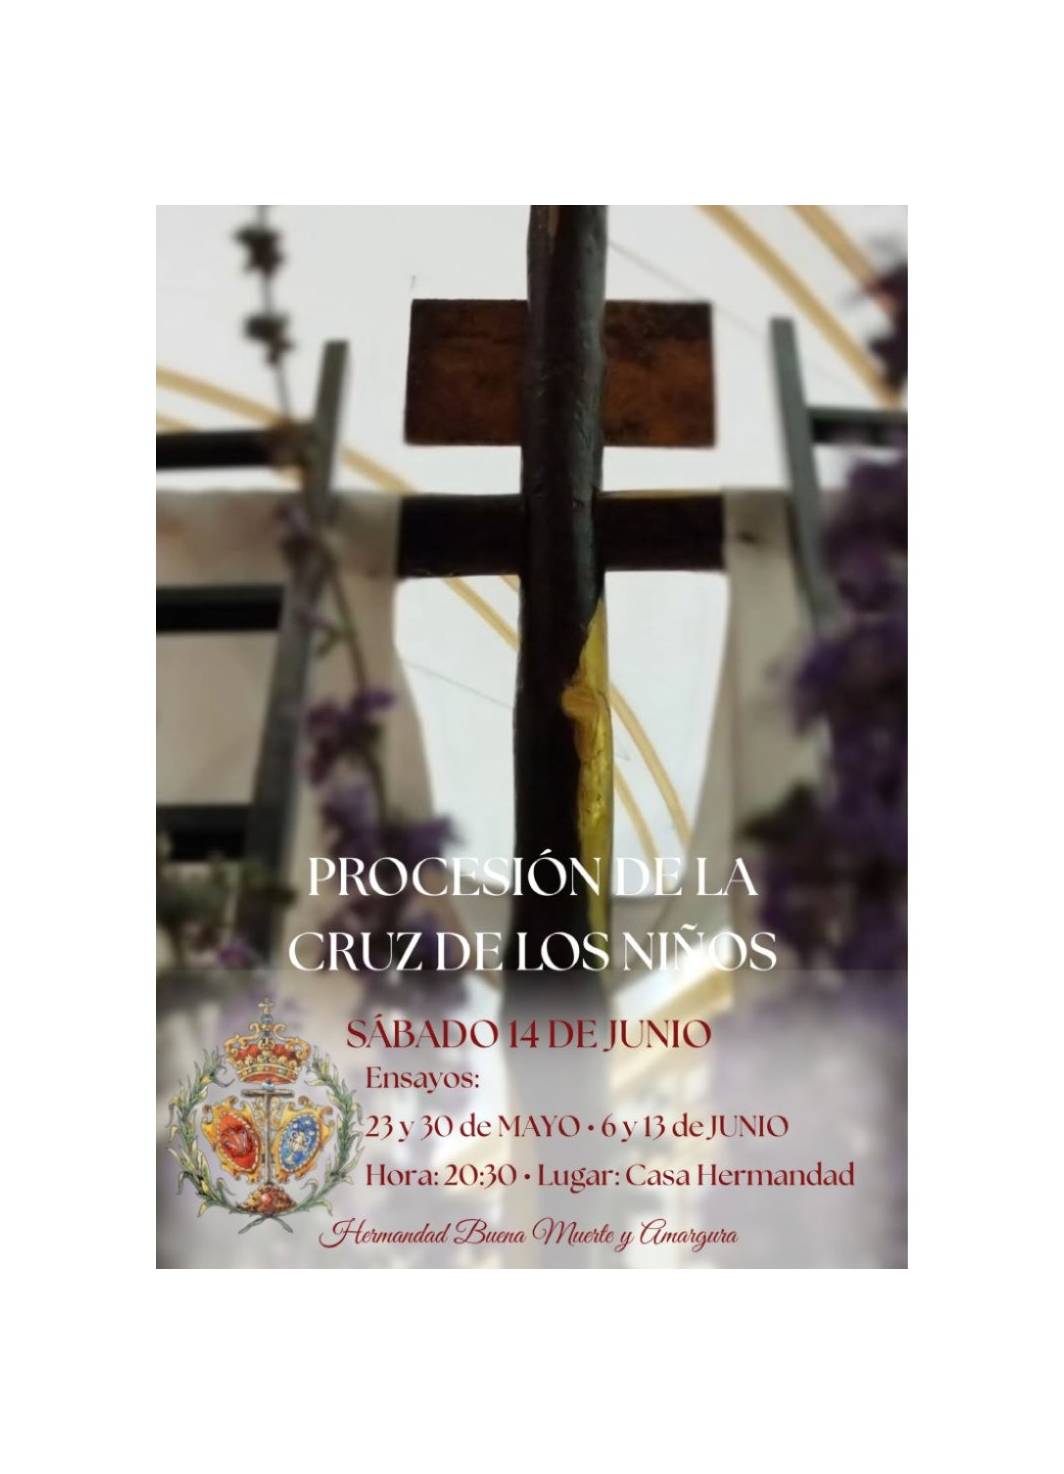 PROCESIÓN DE LA
CRUZ DE LOS NIÑOS
SÁBADO 14 DE JUNIO
Ensayos:
23 y 30 de MAYO • 6 y 13 de JUNIO
Hora: 20:30 • Lugar: Casa Hermandad
Hermandad Buena Muerte y Amargura